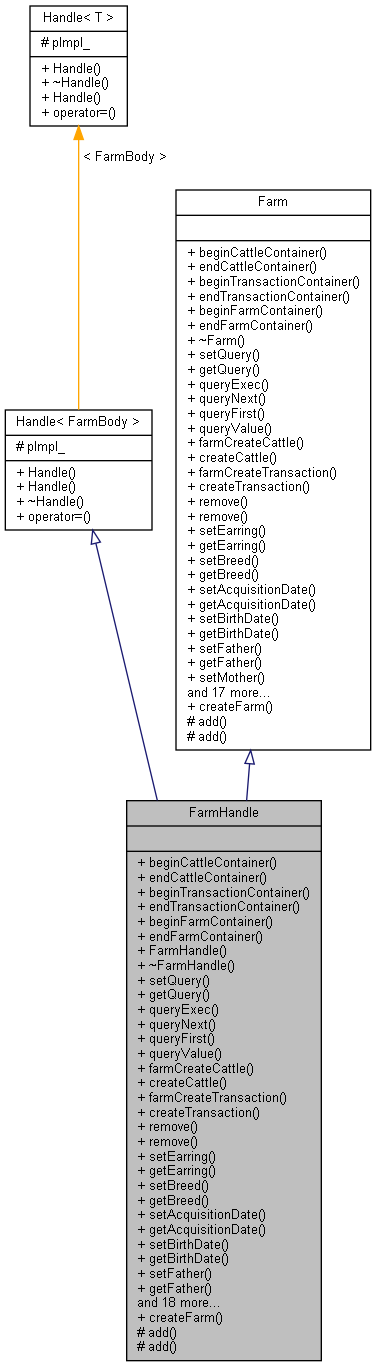 Handle< T >
# pImpl_
+ Handle()
+ ~Handle()
+ Handle()
+ operator=()
< FarmBody >
Farm
+ beginCattleContainer()
+ endCattleContainer()
+ beginTransactionContainer()
+ endTransactionContainer()
+ beginFarmContainer()
+ endFarmContainer()
+ ~Farm()
+ setQuery()
+ getQuery()
+ queryExec()
+ queryNext()
+ queryFirst()
+ queryValue()
+ farmCreateCattle()
+ createCattle()
+ farmCreateTransaction()
+ createTransaction()
+ remove()
+ remove()
+ setEarring()
+ getEarring()
+ setBreed()
+ getBreed()
+ setAcquisitionDate()
+ getAcquisitionDate()
+ setBirthDate()
+ getBirthDate()
+ setFather()
+ getFather()
+ setMother()
and 17 more...
+ createFarm()
# add()
# add()
Handle< FarmBody >
# pImpl_
+ Handle()
+ Handle()
+ ~Handle()
+ operator=()
FarmHandle
+ beginCattleContainer()
+ endCattleContainer()
+ beginTransactionContainer()
+ endTransactionContainer()
+ beginFarmContainer()
+ endFarmContainer()
+ FarmHandle()
+ ~FarmHandle()
+ setQuery()
+ getQuery()
+ queryExec()
+ queryNext()
+ queryFirst()
+ queryValue()
+ farmCreateCattle()
+ createCattle()
+ farmCreateTransaction()
+ createTransaction()
+ remove()
+ remove()
+ setEarring()
+ getEarring()
+ setBreed()
+ getBreed()
+ setAcquisitionDate()
+ getAcquisitionDate()
+ setBirthDate()
+ getBirthDate()
+ setFather()
+ getFather()
and 18 more...
+ createFarm()
# add()
# add()